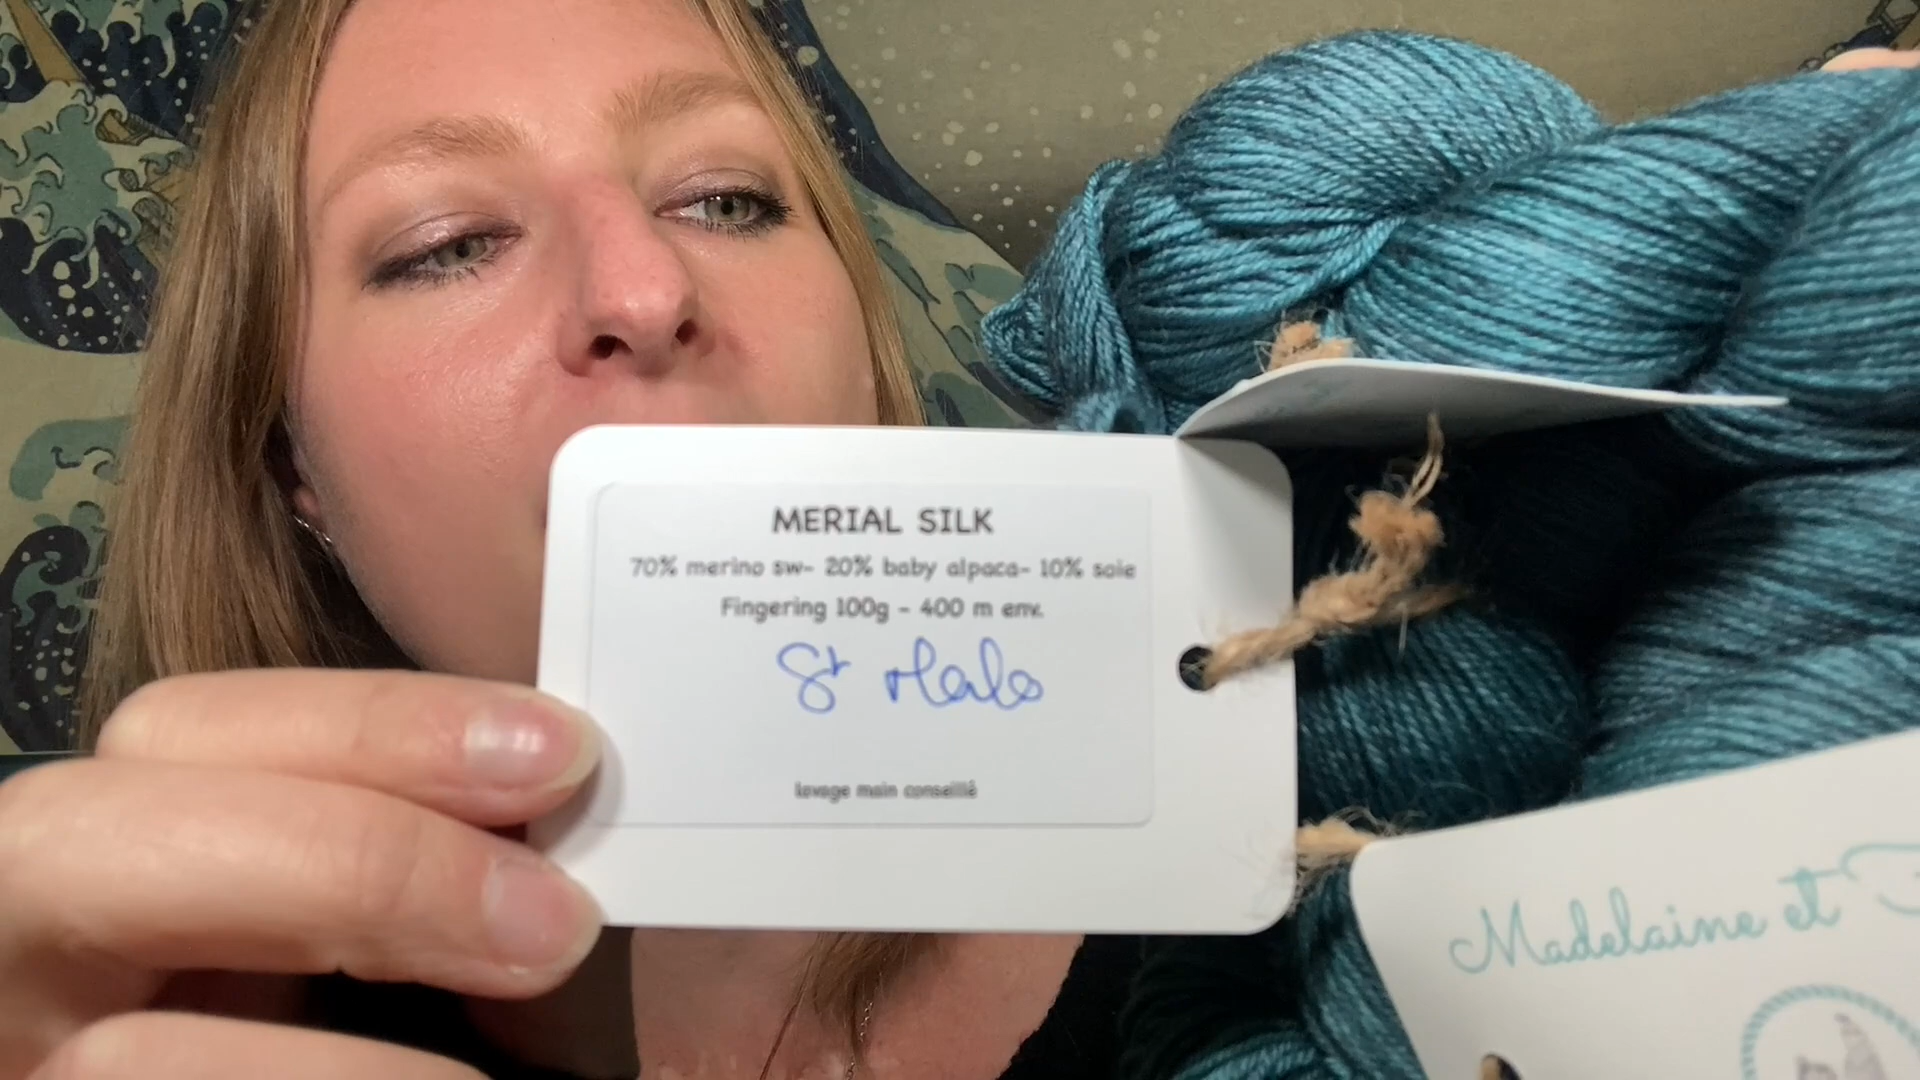 MERIAL SILK
70% merino sw- 20% baby alpaca- 10% soie
Fingering 100g - 400 m env.
St Malo
lavage main conseillé
Madelaine et